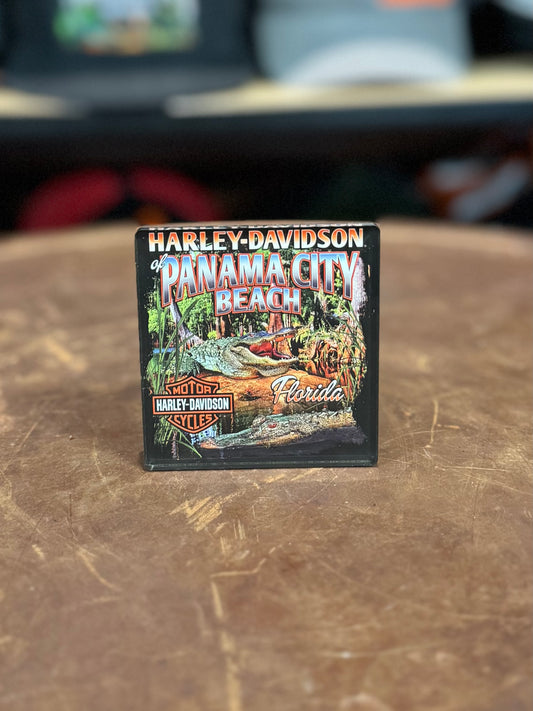 HARLEY-DAVIDSON
of PANAMA CITY
BEACH
Florida
MOTOR
HARLEY-DAVIDSON
CYCLES